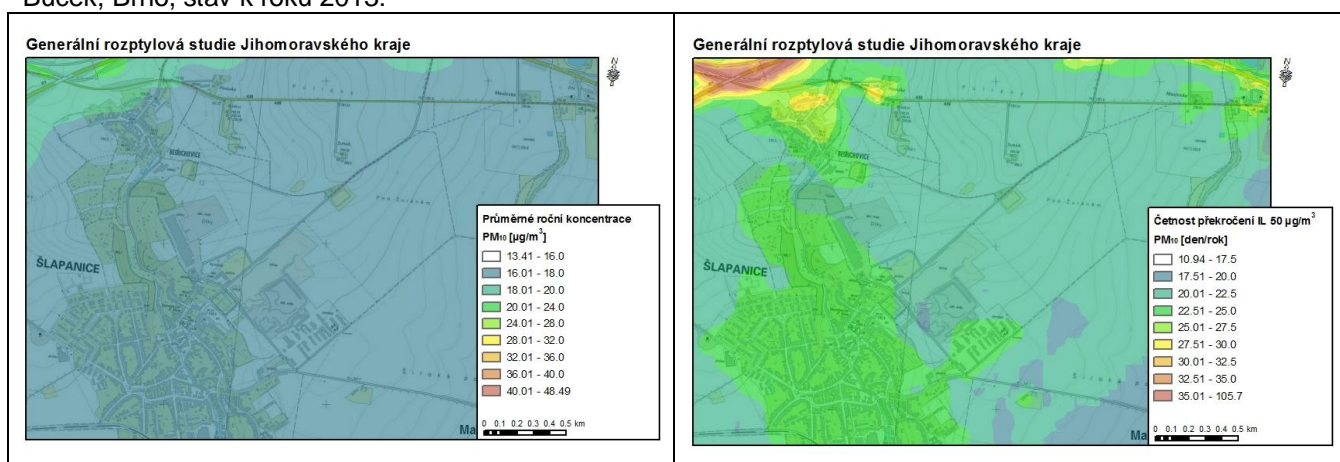 Bucek, Brno, stav k roku 2015.
Generální rozptylová studie Jihomoravského kraje
N
ŠLAPANICE
Průměrné roční koncentrace
PM10 [µg/m³]
13.41 - 16.0
16.01 - 18.0
18.01 - 20.0
20.01 - 24.0
24.01 - 28.0
28.01 - 32.0
32.01 - 36.0
36.01 - 40.0
40.01 - 48.49
0 0.1 0.2 0.3 0.4 0.5 km
Ma
Generální rozptylová studie Jihomoravského kraje
N
ŠLAPANICE
Četnost překročení IL 50 µg/m³
PM10 [den/rok]
10.94 - 17.5
17.51 - 20.0
20.01 - 22.5
22.51 - 25.0
25.01 - 27.5
27.51 - 30.0
30.01 - 32.5
32.51 - 35.0
35.01 - 105.7
0 0.1 0.2 0.3 0.4 0.5 km
Ma